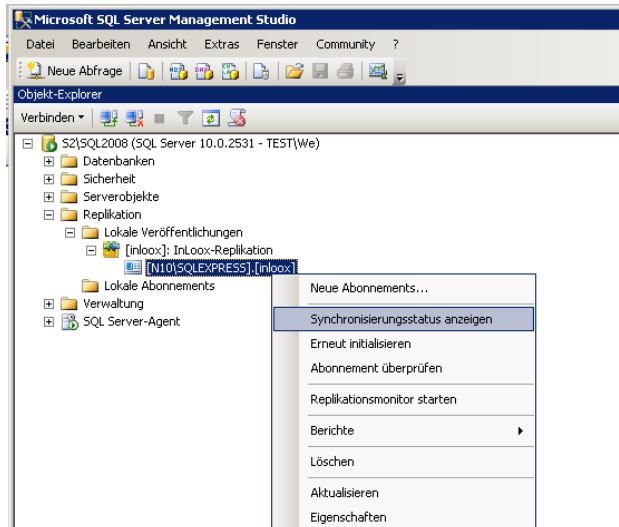 Microsoft SQL Server Management Studio
Datei Bearbeiten Ansicht Extras Fenster Community ?
Neue Abfrage
Objekt-Explorer
Verbinden
S2\SQL2008 (SQL Server 10.0.2531 - TEST\We)
Datenbanken
Sicherheit
Serverobjekte
Replikation
Lokale Veröffentlichungen
[inloox]: InLoox-Replikation
[N10\SQLEXPRESS].[inloox]
Lokale Abonnements
Verwaltung
SQL Server-Agent
Neue Abonnements...
Synchronisierungsstatus anzeigen
Erneut initialisieren
Abonnement überprüfen
Replikationsmonitor starten
Berichte
Löschen
Aktualisieren
Eigenschaften